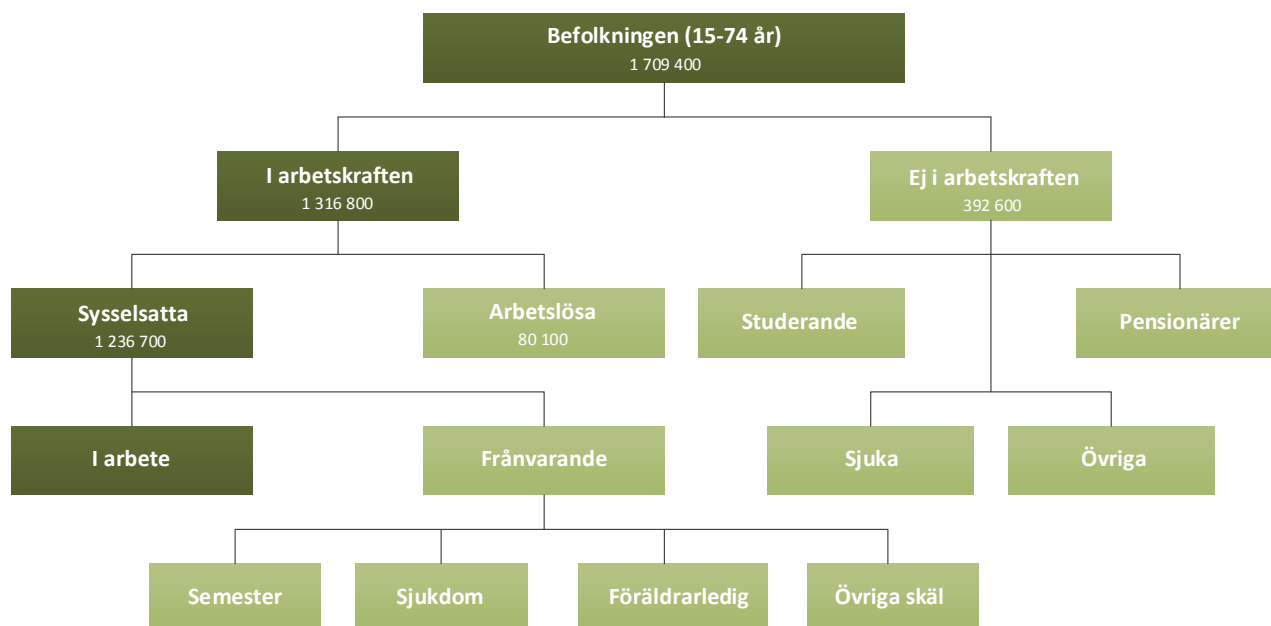 Befolkningen (15-74 år)
1 709 400
I arbetskraften
1 316 800
Ej i arbetskraften
392 600
Sysselsatta
1 236 700
Arbetslösa
80 100
Studerande
Pensionärer
I arbete
Frånvarande
Sjuka
Övriga
Semester
Sjukdom
Föräldrarledig
Övriga skäl